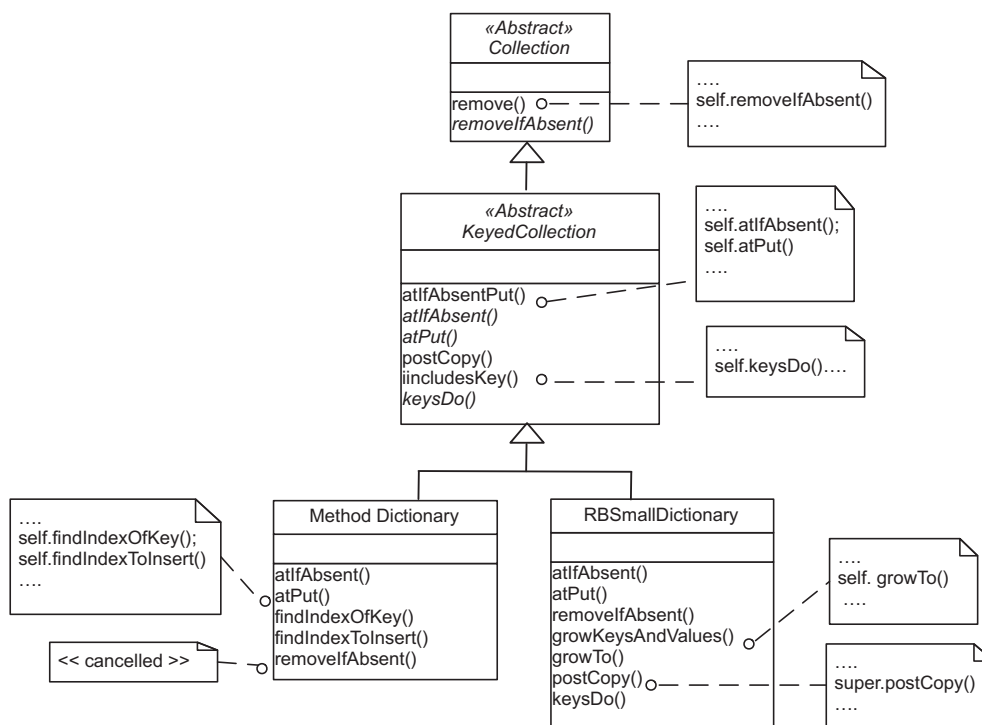 «Abstract»
Collection
remove()
removeIfAbsent()
....
self.removeIfAbsent()
....
«Abstract»
KeyedCollection
atIfAbsentPut()
atIfAbsent()
atPut()
postCopy()
iincludesKey()
keysDo()
....
self.atIfAbsent();
self.atPut()
....
....
self.keysDo()....
....
self.findIndexOfKey();
self.findIndexToInsert()
....
<< cancelled >>
Method Dictionary
atIfAbsent()
atPut()
findIndexOfKey()
findIndexToInsert()
removeIfAbsent()
RBSmallDictionary
atIfAbsent()
atPut()
removeIfAbsent()
growKeysAndValues()
growTo()
postCopy()
keysDo()
....
self. growTo()
....
....
super.postCopy()
....